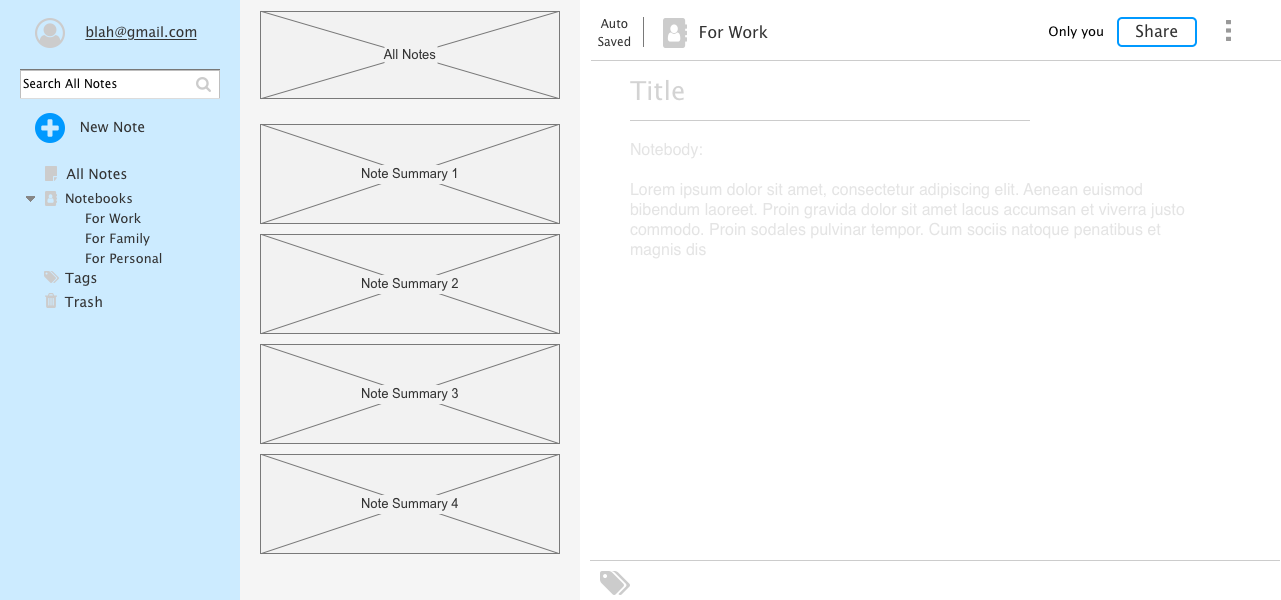 blah@gmail.com
Search All Notes
New Note
All Notes
Notebooks
For Work
For Family
For Personal
Tags
Trash
All Notes
Note Summary 1
Note Summary 2
Note Summary 3
Note Summary 4
Auto
Saved
For Work
Only you
Share
Title
Notebody:
Lorem ipsum dolor sit amet, consectetur adipiscing elit. Aenean euismod
bibendum laoreet. Proin gravida dolor sit amet lacus accumsan et viverra justo
commodo. Proin sodales pulvinar tempor. Cum sociis natoque penatibus et
magnis dis